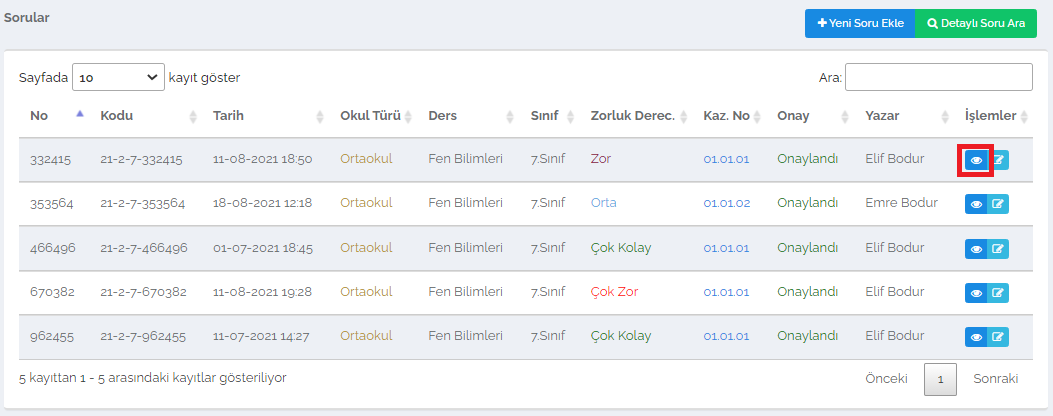 Sorular
Yeni Soru Ekle Detaylı Soru Ara
Sayfada 10 kayıt göster Ara:
No Kodu Tarih Okul Türü Ders Sınıf Zorluk Derec. Kaz. No Onay Yazar İşlemler
332415 21-2-7-332415 11-08-2021 18:50 Ortaokul Fen Bilimleri 7.Sınıf Zor 01.01.01 Onaylandı Elif Bodur
353564 21-2-7-353564 18-08-2021 12:18 Ortaokul Fen Bilimleri 7.Sınıf Orta 01.01.02 Onaylandı Emre Bodur
466496 21-2-7-466496 01-07-2021 18:45 Ortaokul Fen Bilimleri 7.Sınıf Çok Kolay 01.01.01 Onaylandı Elif Bodur
670382 21-2-7-670382 11-08-2021 19:28 Ortaokul Fen Bilimleri 7.Sınıf Çok Zor 01.01.01 Onaylandı Elif Bodur
962455 21-2-7-962455 11-07-2021 14:27 Ortaokul Fen Bilimleri 7.Sınıf Çok Kolay 01.01.01 Onaylandı Elif Bodur
5 kayıttan 1 - 5 arasındaki kayıtlar gösteriliyor Önceki 1 Sonraki